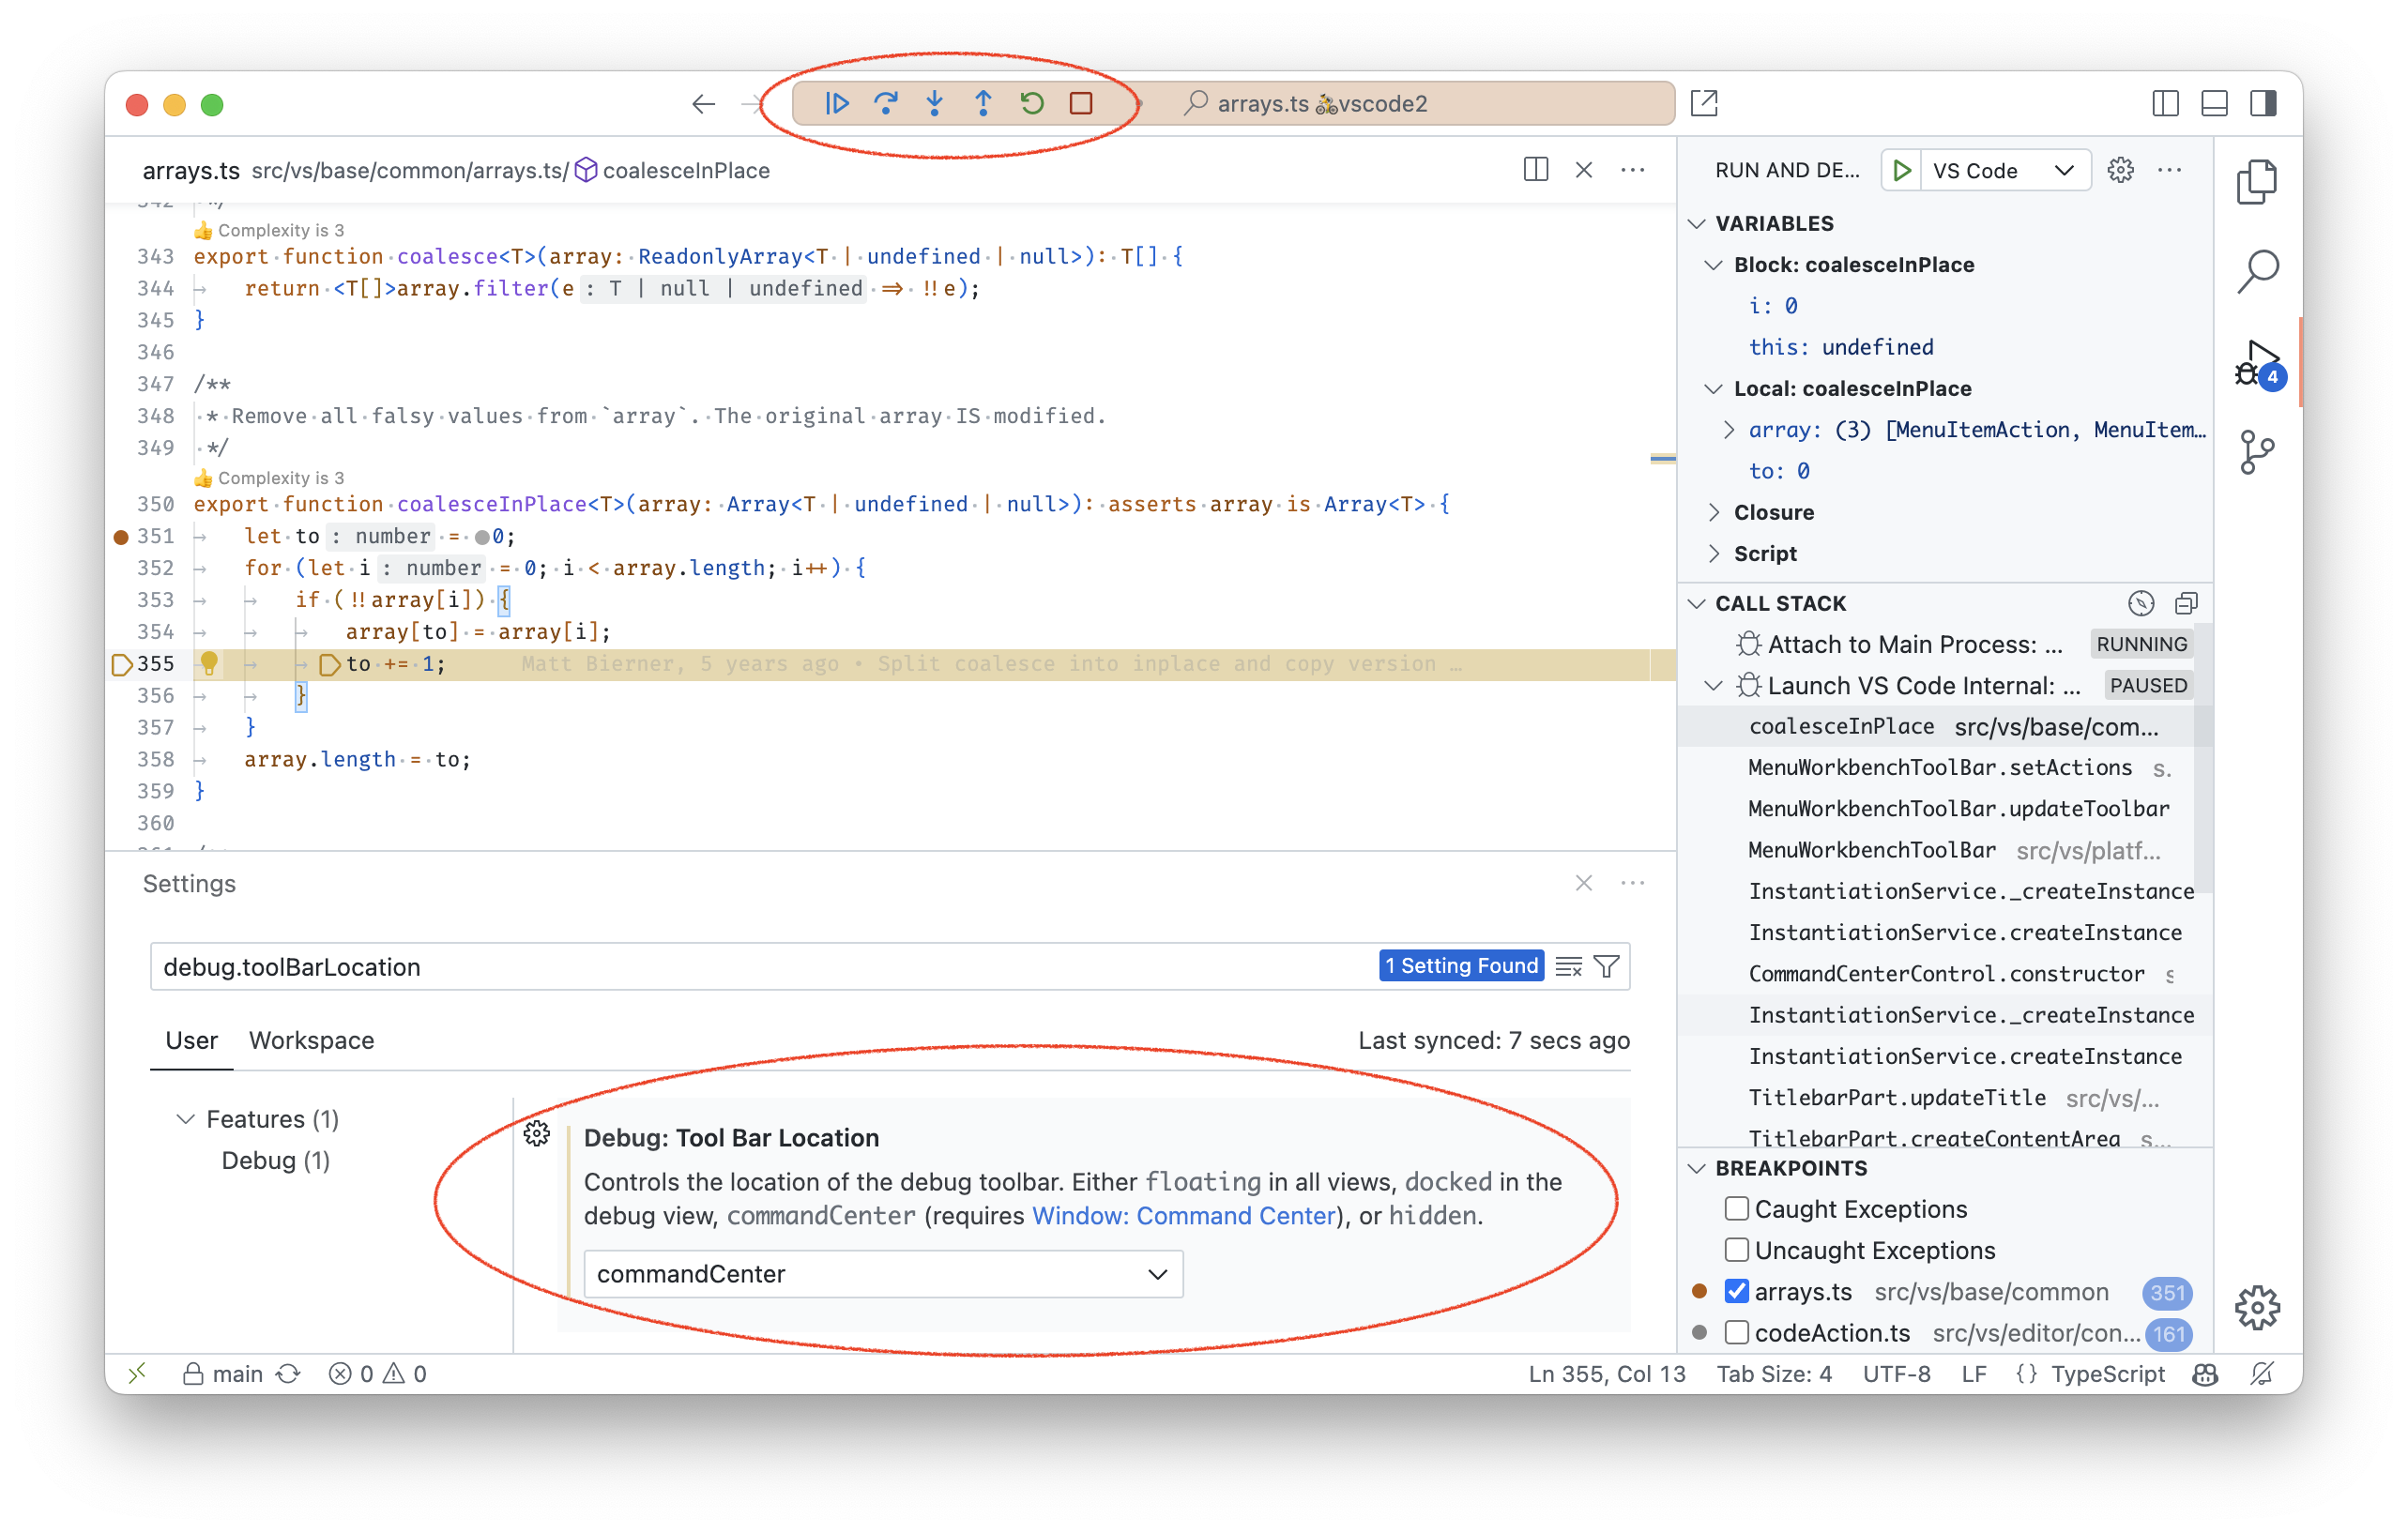 arrays.ts 🚴vscode2
arrays.ts src/vs/base/common/arrays.ts/ coalesceInPlace
342 */
👍 Complexity is 3
343 export function coalesce<T>(array: ReadonlyArray<T | undefined | null>): T[] {
344 return <T[]>array.filter(e : T | null | undefined => !!e);
345 }
346
347 /**
348 * Remove all falsy values from `array`. The original array IS modified.
349 */
👍 Complexity is 3
350 export function coalesceInPlace<T>(array: Array<T | undefined | null>): asserts array is Array<T> {
351 let to : number = 0;
352 for (let i : number = 0; i < array.length; i++) {
353 if (!!array[i]) {
354 array[to] = array[i];
355 to += 1; Matt Bierner, 5 years ago • Split coalesce into inplace and copy version …
356 }
357 }
358 array.length = to;
359 }
360
Settings
debug.toolBarLocation
1 Setting Found
User Workspace
Last synced: 7 secs ago
Features (1)
Debug (1)
Debug: Tool Bar Location
Controls the location of the debug toolbar. Either floating in all views, docked in the
debug view, commandCenter (requires Window: Command Center), or hidden.
commandCenter
RUN AND DE...
VS Code
VARIABLES
Block: coalesceInPlace
i: 0
this: undefined
Local: coalesceInPlace
array: (3) [MenuItemAction, MenuItem…
to: 0
Closure
Script
CALL STACK
Attach to Main Process: ... RUNNING
Launch VS Code Internal: ... PAUSED
coalesceInPlace src/vs/base/com...
MenuWorkbenchToolBar.setActions s.
MenuWorkbenchToolBar.updateToolbar
MenuWorkbenchToolBar src/vs/platf...
InstantiationService._createInstance
InstantiationService.createInstance
CommandCenterControl.constructor s
InstantiationService._createInstance
InstantiationService.createInstance
TitlebarPart.updateTitle src/vs/...
TitlebarPart.createContentArea s...
BREAKPOINTS
Caught Exceptions
Uncaught Exceptions
arrays.ts src/vs/base/common 351
codeAction.ts src/vs/editor/con... 161
4
main 0 0
Ln 355, Col 13 Tab Size: 4 UTF-8 LF {} TypeScript